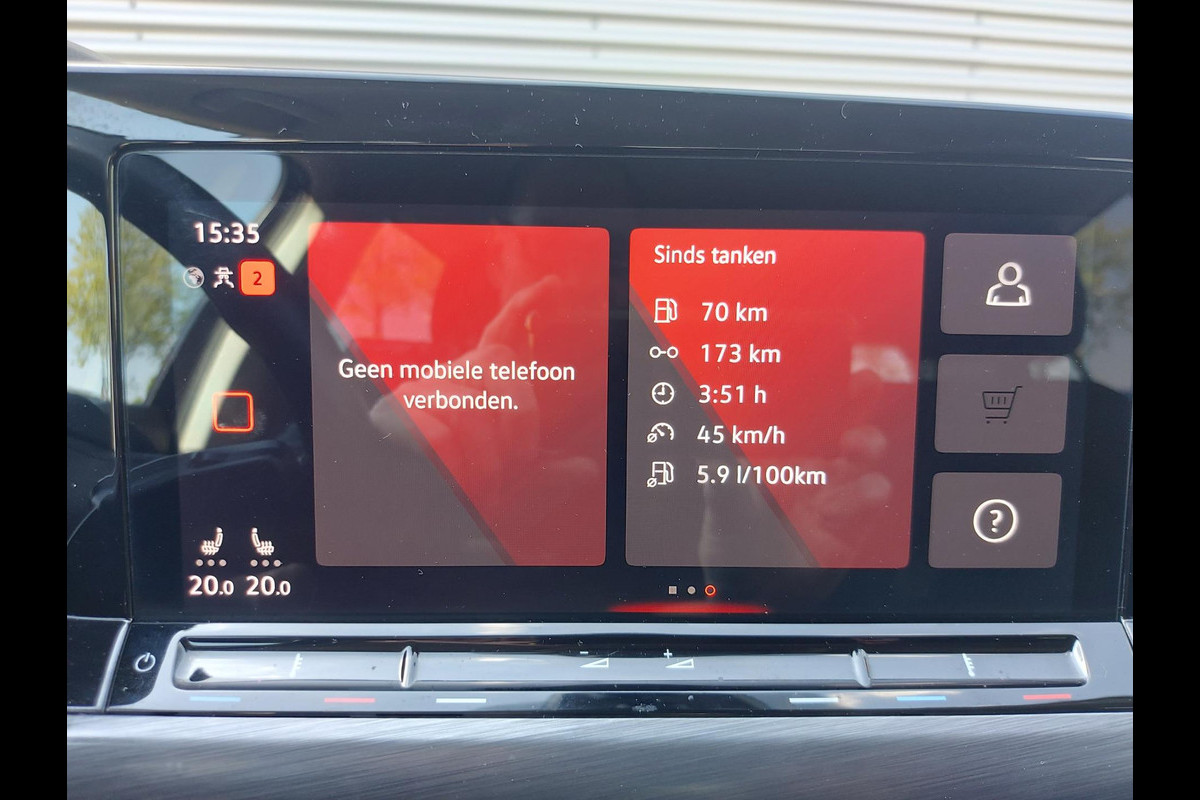 15:35
2
Geen mobiele telefoon
verbonden.
Sinds tanken
70 km
173 km
3:51 h
45 km/h
5.9 l/100km
?
20.0 20.0
- +